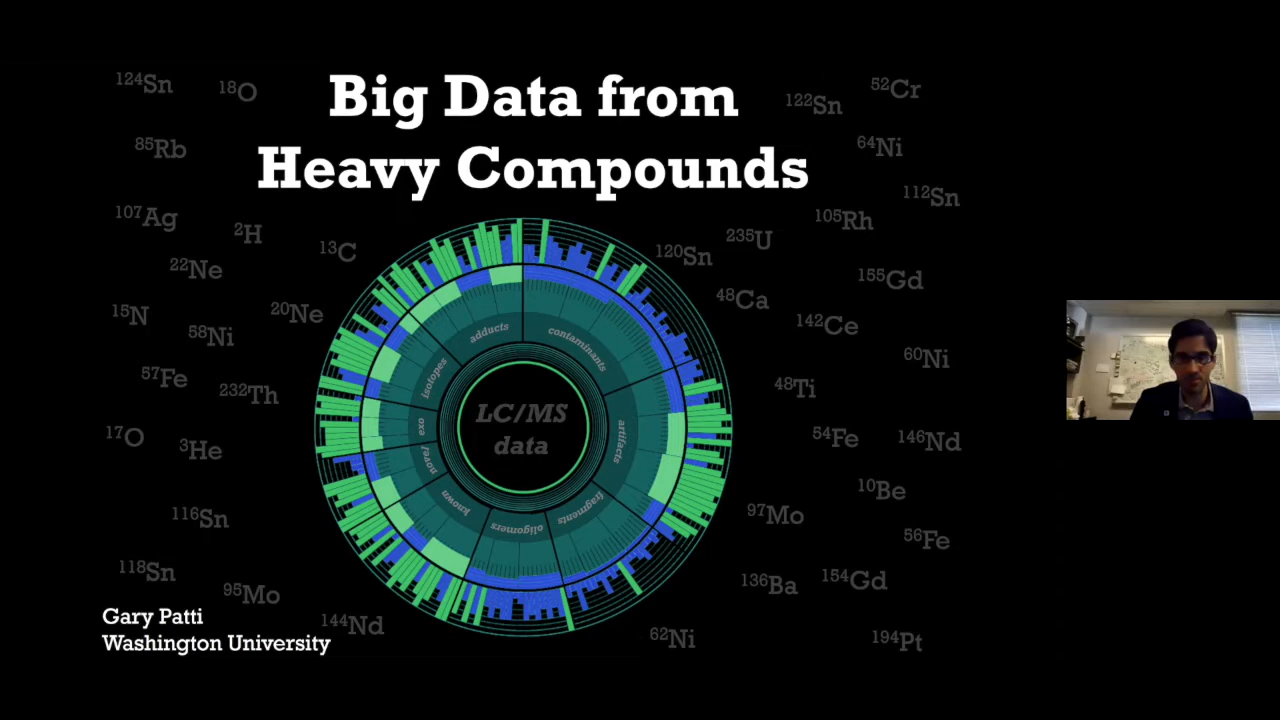 Big Data from
Heavy Compounds
¹²⁴Sn
¹⁸O
⁸⁵Rb
¹⁰⁷Ag
²H
¹³C
²²Ne
¹⁵N
²⁰Ne
⁵⁸Ni
⁵⁷Fe
²³²Th
¹⁷O
³He
¹¹⁶Sn
¹¹⁸Sn
⁹⁵Mo
¹⁴⁴Nd
¹²²Sn
⁵²Cr
⁶⁴Ni
¹¹²Sn
¹⁰⁵Rh
²³⁵U
¹²⁰Sn
¹⁵⁵Gd
⁴⁸Ca
¹⁴²Ce
⁶⁰Ni
⁴⁸Ti
⁵⁴Fe
¹⁴⁶Nd
¹⁰Be
⁹⁷Mo
⁵⁶Fe
¹³⁶Ba
¹⁵⁴Gd
⁶²Ni
¹⁹⁴Pt
adducts
contaminants
isotopes
exo
artifacts
novel
known
oligomers
fragments
LC/MS
data
Gary Patti
Washington University